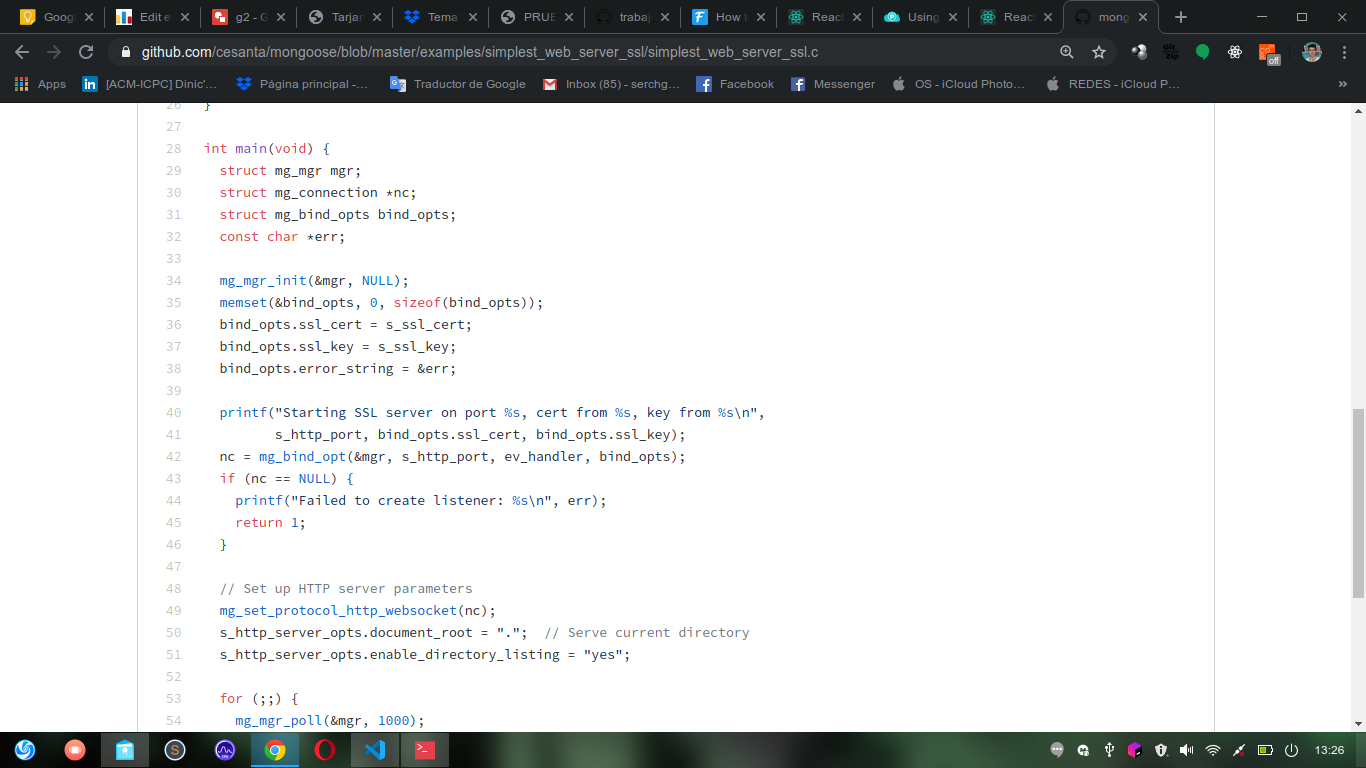 Googl
Edit e
g2 - G
Tarjar
Tema
PRUE
trabaj
How t
React
Using
React
mong
github.com/cesanta/mongoose/blob/master/examples/simplest_web_server_ssl/simplest_web_server_ssl.c
Git Zip
off
Apps
[ACM-ICPC] Dinic'...
Página principal -...
Traductor de Google
Inbox (85) - serchg...
Facebook
Messenger
OS - iCloud Photo...
REDES - iCloud P...
»
26 }
27
28 int main(void) {
29 struct mg_mgr mgr;
30 struct mg_connection *nc;
31 struct mg_bind_opts bind_opts;
32 const char *err;
33
34 mg_mgr_init(&mgr, NULL);
35 memset(&bind_opts, 0, sizeof(bind_opts));
36 bind_opts.ssl_cert = s_ssl_cert;
37 bind_opts.ssl_key = s_ssl_key;
38 bind_opts.error_string = &err;
39
40 printf("Starting SSL server on port %s, cert from %s, key from %s\n",
41 s_http_port, bind_opts.ssl_cert, bind_opts.ssl_key);
42 nc = mg_bind_opt(&mgr, s_http_port, ev_handler, bind_opts);
43 if (nc == NULL) {
44 printf("Failed to create listener: %s\n", err);
45 return 1;
46 }
47
48 // Set up HTTP server parameters
49 mg_set_protocol_http_websocket(nc);
50 s_http_server_opts.document_root = "."; // Serve current directory
51 s_http_server_opts.enable_directory_listing = "yes";
52
53 for (;;) {
54 mg_mgr_poll(&mgr, 1000);
13:26